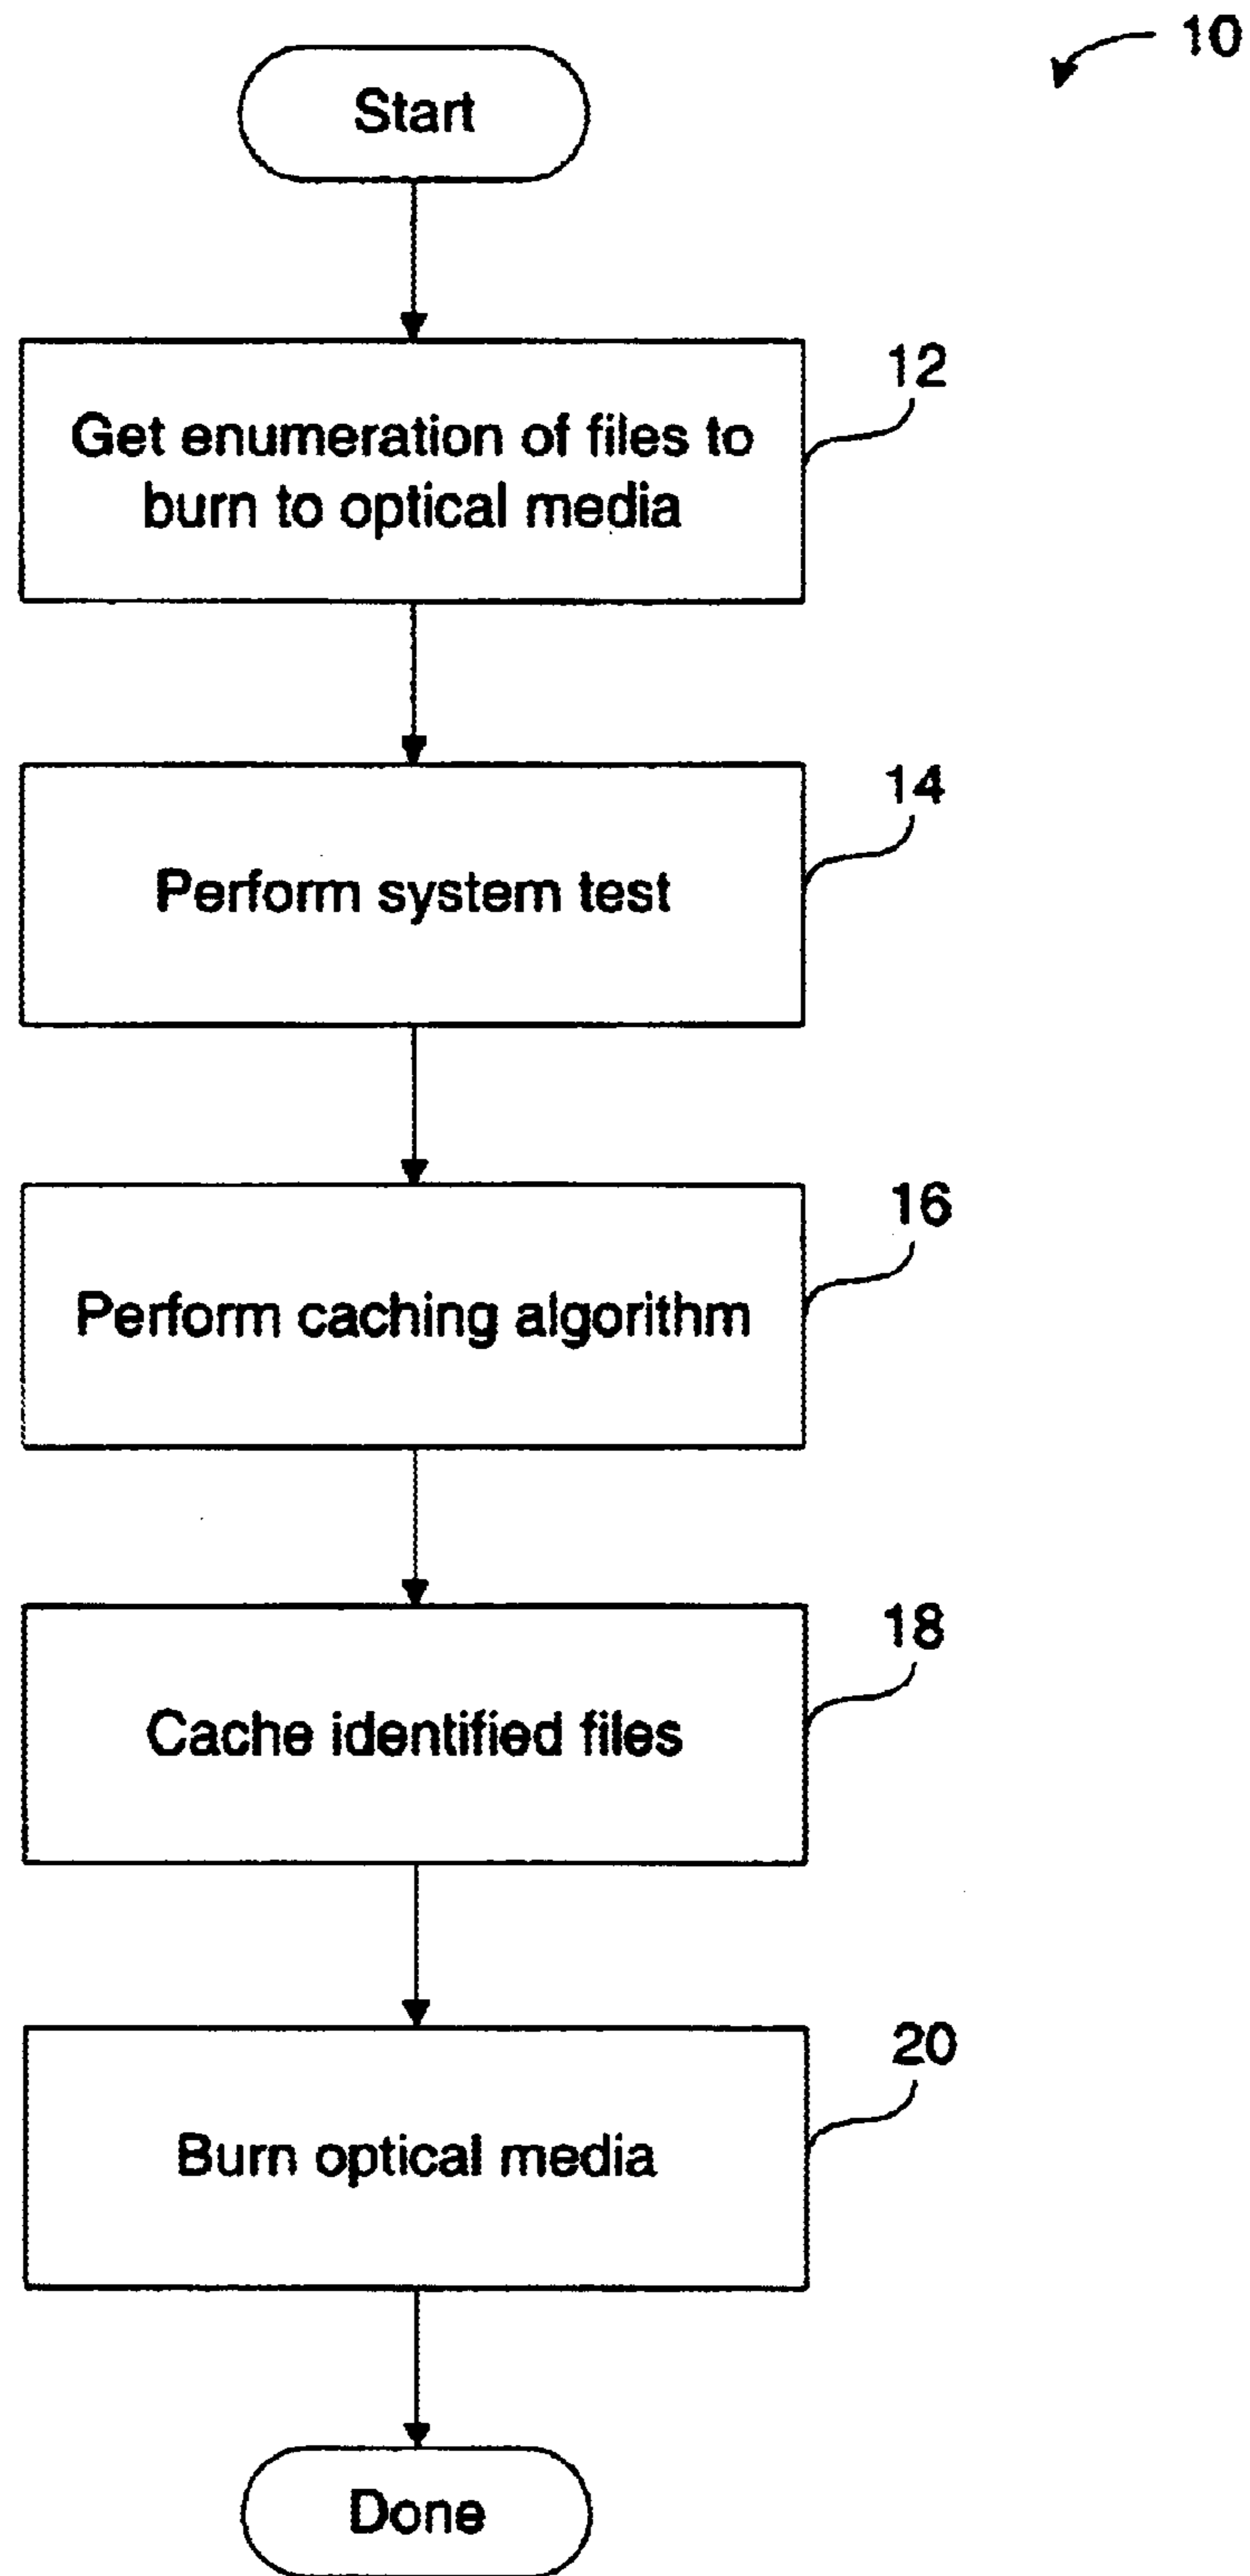 10
Start
12
Get enumeration of files to
burn to optical media
14
Perform system test
16
Perform caching algorithm
18
Cache identified files
20
Burn optical media
Done